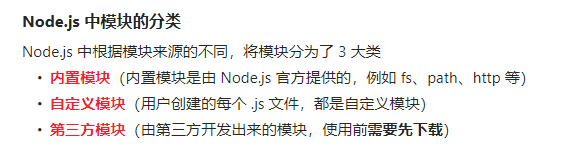 Node.js 中模块的分类
Node.js 中根据模块来源的不同，将模块分为了 3 大类
• 内置模块（内置模块是由 Node.js 官方提供的，例如 fs、path、http 等）
• 自定义模块（用户创建的每个 .js 文件，都是自定义模块）
• 第三方模块（由第三方开发出来的模块，使用前需要先下载）